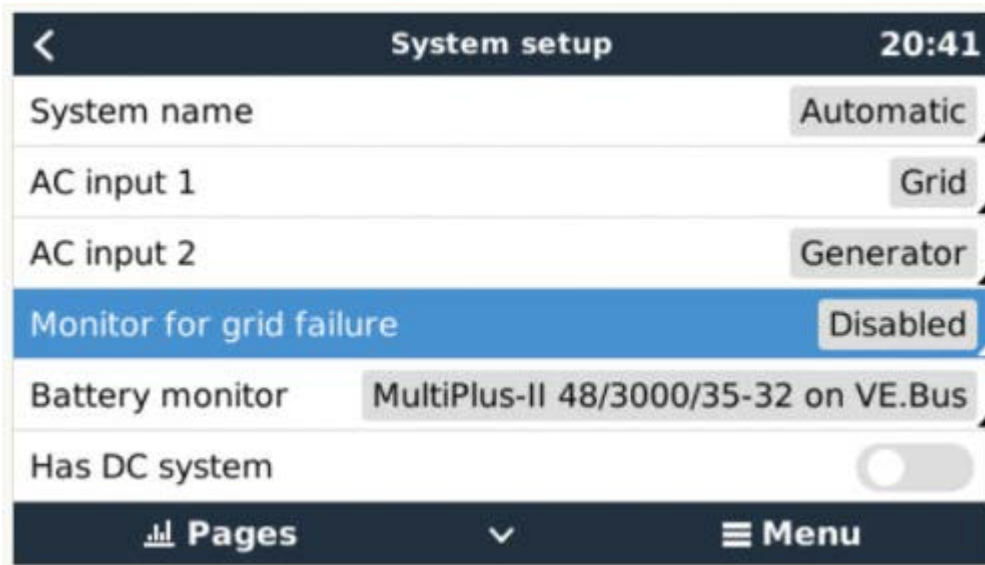 System setup 20:41
System name Automatic
AC input 1 Grid
AC input 2 Generator
Monitor for grid failure Disabled
Battery monitor MultiPlus-II 48/3000/35-32 on VE.Bus
Has DC system
Pages Menu